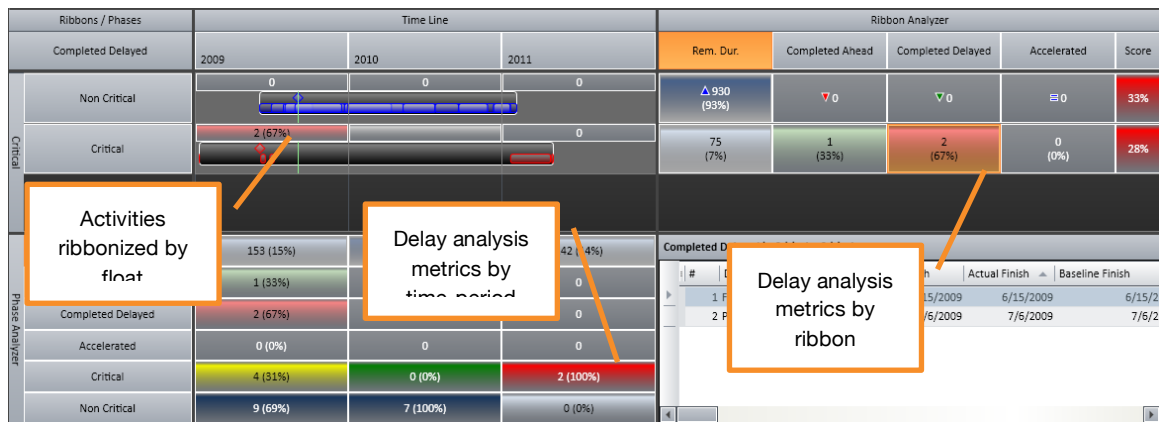 Ribbons / Phases Time Line Ribbon Analyzer
Completed Delayed 2009 2010 2011 Rem. Dur. Completed Ahead Completed Delayed Accelerated Score
Critical
Non Critical 0 0 0 930 0 0 0 33%
(93%)
Critical 2 (67%) 0 75 1 2 0 28%
(7%) (33%) (67%) (0%)
Activities
ribbonized by
float
Delay analysis
metrics by
time period
Delay analysis
metrics by
ribbon
Phase Analyzer
153 (15%)
1 (33%) 0
Completed Delayed 2 (67%) 0
Accelerated 0 (0%) 0 0
Critical 4 (31%) 0 (0%) 2 (100%)
Non Critical 9 (69%) 7 (100%) 0 (0%)
Completed
# Actual Finish Baseline Finish
1 6/15/2009
2 7/6/2009